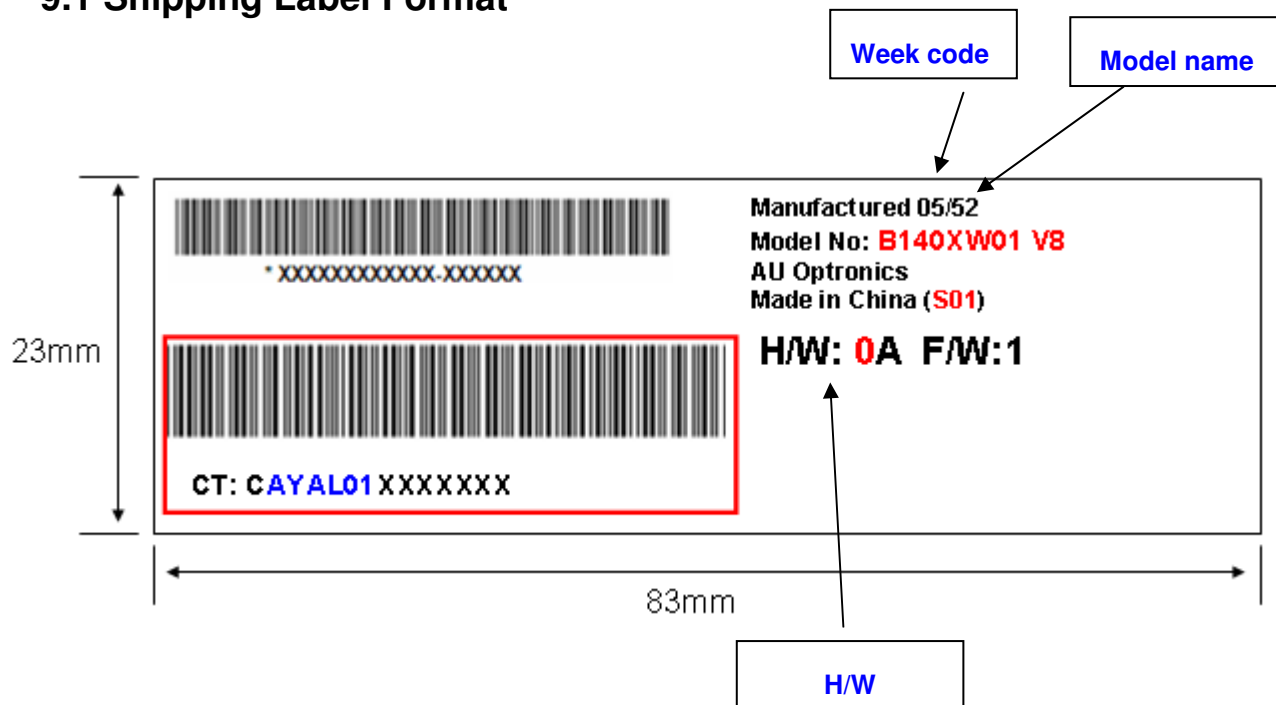 9.1 Shipping Label Format
Week code
Model name
Manufactured 05/52
Model No: B140XW01 V8
AU Optronics
Made in China (S01)
* XXXXXXXXXXXX-XXXXXX
H/W: 0A F/W:1
23mm
CT: CAYAL01XXXXXXX
83mm
H/W